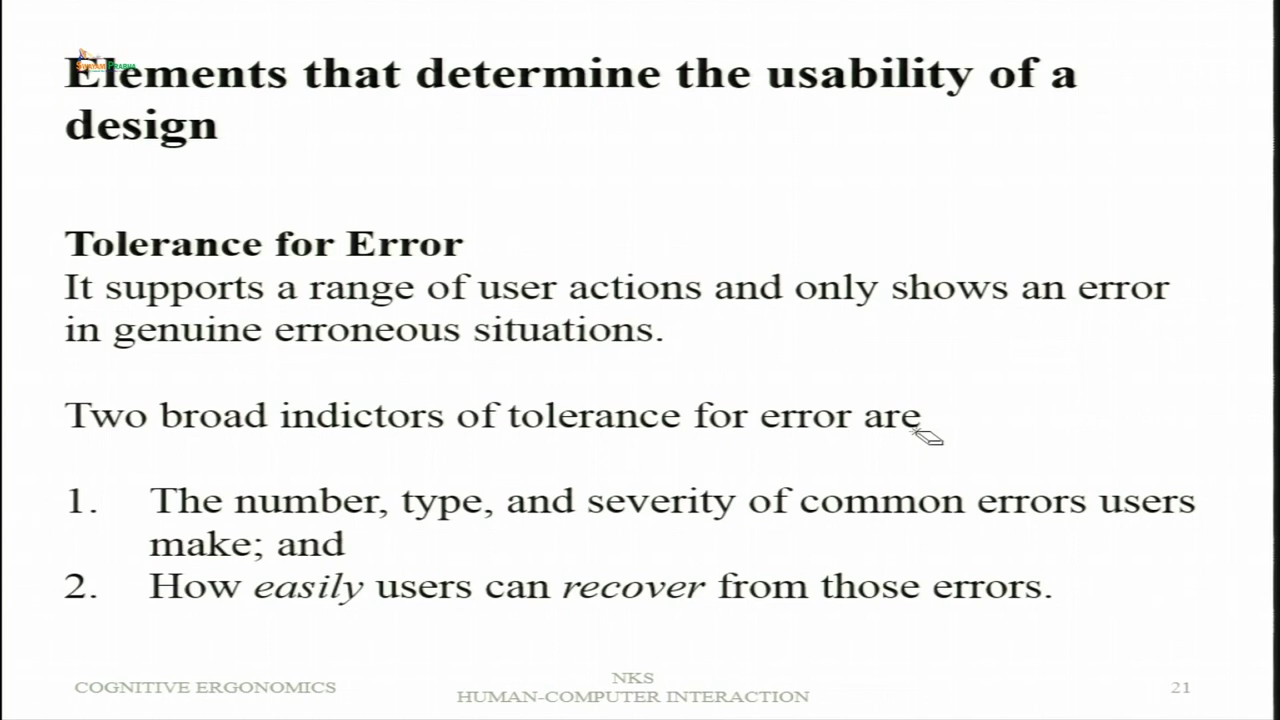 Elements that determine the usability of a
design
SWAYAM PRABHA
Tolerance for Error
It supports a range of user actions and only shows an error
in genuine erroneous situations.
Two broad indictors of tolerance for error are
1. The number, type, and severity of common errors users
make; and
2. How easily users can recover from those errors.
COGNITIVE ERGONOMICS
NKS
HUMAN-COMPUTER INTERACTION
21